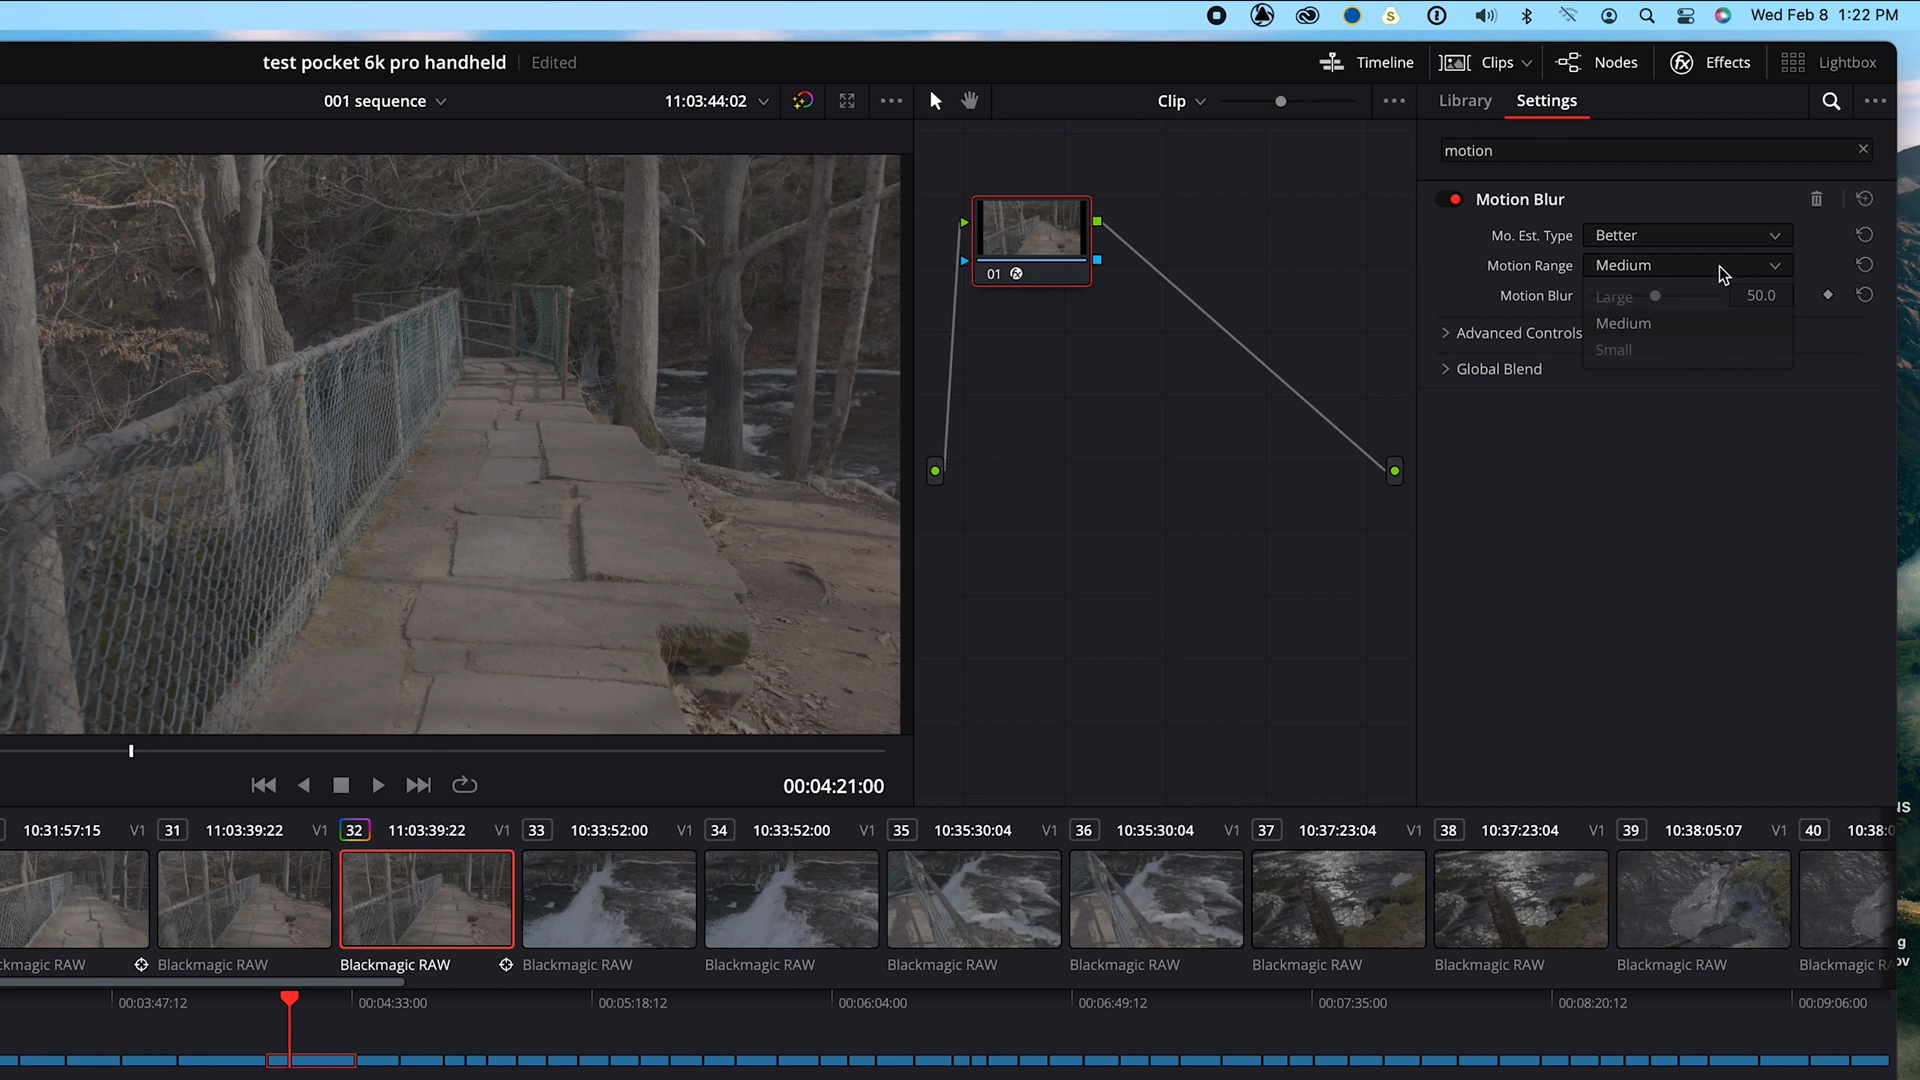 Wed Feb 8 1:22 PM
test pocket 6k pro handheld Edited
Timeline Clips Nodes Effects Lightbox
001 sequence 11:03:44:02 Clip Library Settings
motion
Motion Blur
Mo. Est. Type Better
Motion Range Medium
Motion Blur Large 50.0
Medium
Advanced Controls
Small
Global Blend
01
00:04:21:00
10:31:57:15 V1 31 11:03:39:22 V1 32 11:03:39:22 V1 33 10:33:52:00 V1 34 10:33:52:00 V1 35 10:35:30:04 V1 36 10:35:30:04 V1 37 10:37:23:04 V1 38 10:37:23:04 V1 39 10:38:05:07 V1 40 10:38:0
ckmagic RAW Blackmagic RAW Blackmagic RAW Blackmagic RAW Blackmagic RAW Blackmagic RAW Blackmagic RAW Blackmagic RAW Blackmagic RAW Blackmagic RAW Blackmagic RA
00:03:47:12 00:04:33:00 00:05:18:12 00:06:04:00 00:06:49:12 00:07:35:00 00:08:20:12 00:09:06:00